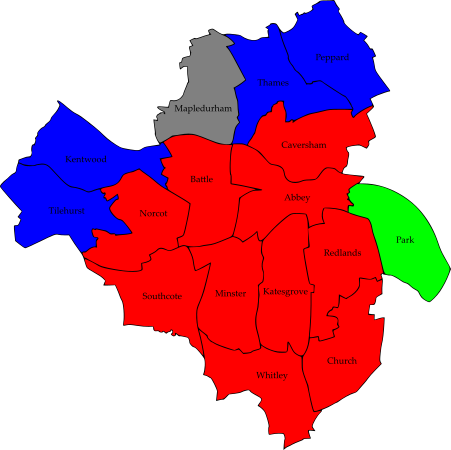 Peppard
Thames
Mapledurham
Caversham
Kentwood
Battle
Abbey
Tilehurst
Norcot
Park
Redlands
Southcote
Minster
Katesgrove
Church
Whitley